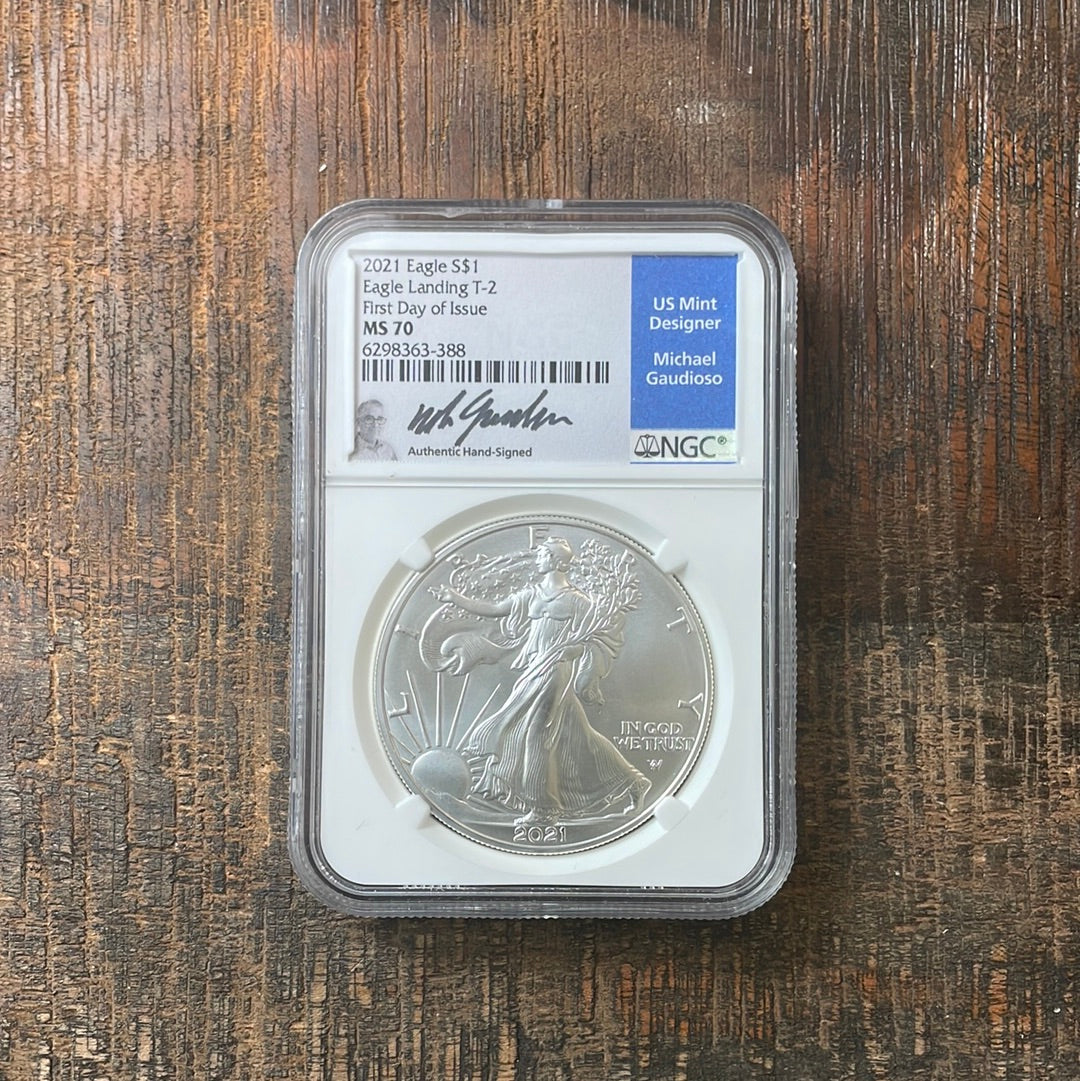 2021 Eagle S$1
Eagle Landing T-2
First Day of Issue
MS 70
6298363-388
Authentic Hand-Signed
US Mint
Designer
Michael
Gaudioso
NGC®
LIBERTY
IN GOD
WE TRUST
W
2021